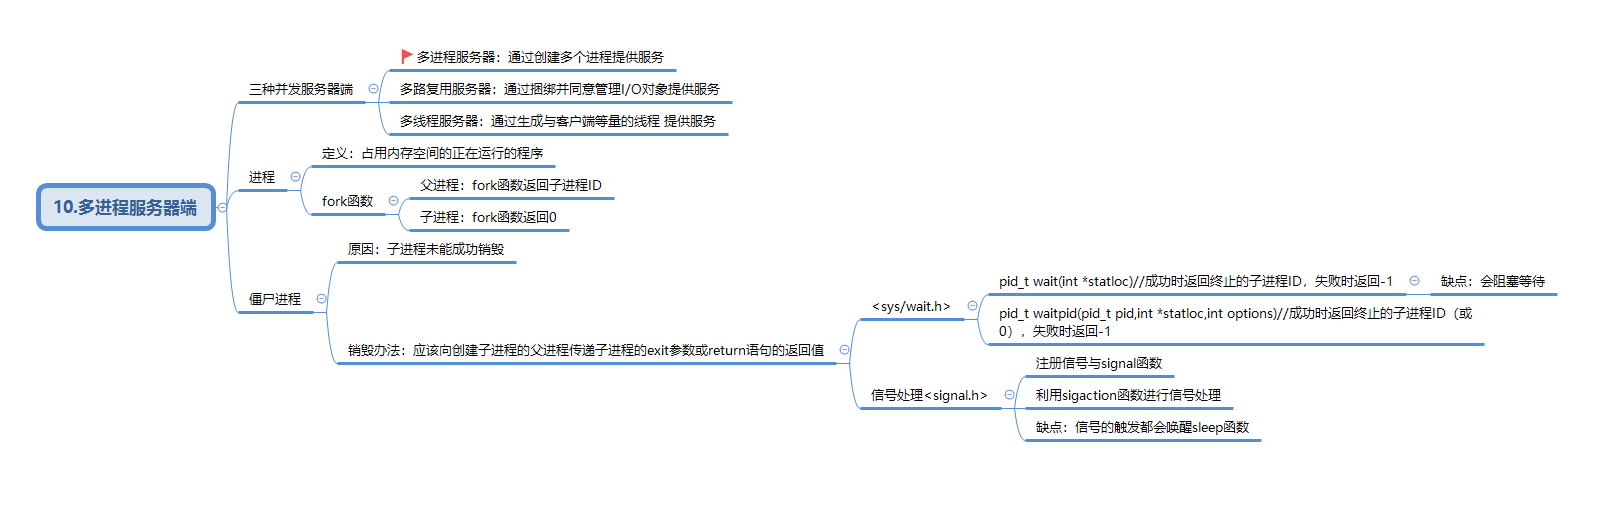 10.多进程服务器端
三种并发服务器端
多进程服务器：通过创建多个进程提供服务
多路复用服务器：通过捆绑并同意管理I/O对象提供服务
多线程服务器：通过生成与客户端等量的线程 提供服务
进程
定义：占用内存空间的正在运行的程序
fork函数
父进程：fork函数返回子进程ID
子进程：fork函数返回0
僵尸进程
原因：子进程未能成功销毁
销毁办法：应该向创建子进程的父进程传递子进程的exit参数或return语句的返回值
<sys/wait.h>
pid_t wait(int *statloc)//成功时返回终止的子进程ID，失败时返回-1
缺点：会阻塞等待
pid_t waitpid(pid_t pid,int *statloc,int options)//成功时返回终止的子进程ID（或
0），失败时返回-1
信号处理<signal.h>
注册信号与signal函数
利用sigaction函数进行信号处理
缺点：信号的触发都会唤醒sleep函数